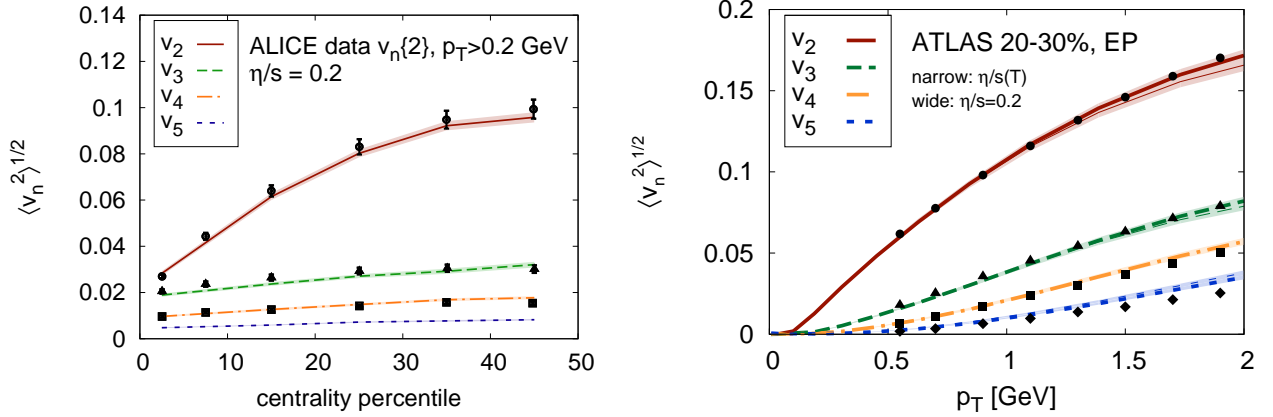 0.14
0.12
0.1
0.08
0.06
0.04
0.02
0
⟨vₙ²⟩¹/²
v₂
v₃
v₄
v₅
ALICE data vₙ{2}, p_T>0.2 GeV
η/s = 0.2
0 10 20 30 40 50
centrality percentile
0.2
0.15
0.1
0.05
0
⟨vₙ²⟩¹/²
v₂
v₃
v₄
v₅
ATLAS 20-30%, EP
narrow: η/s(T)
wide: η/s=0.2
0 0.5 1 1.5 2
p_T [GeV]